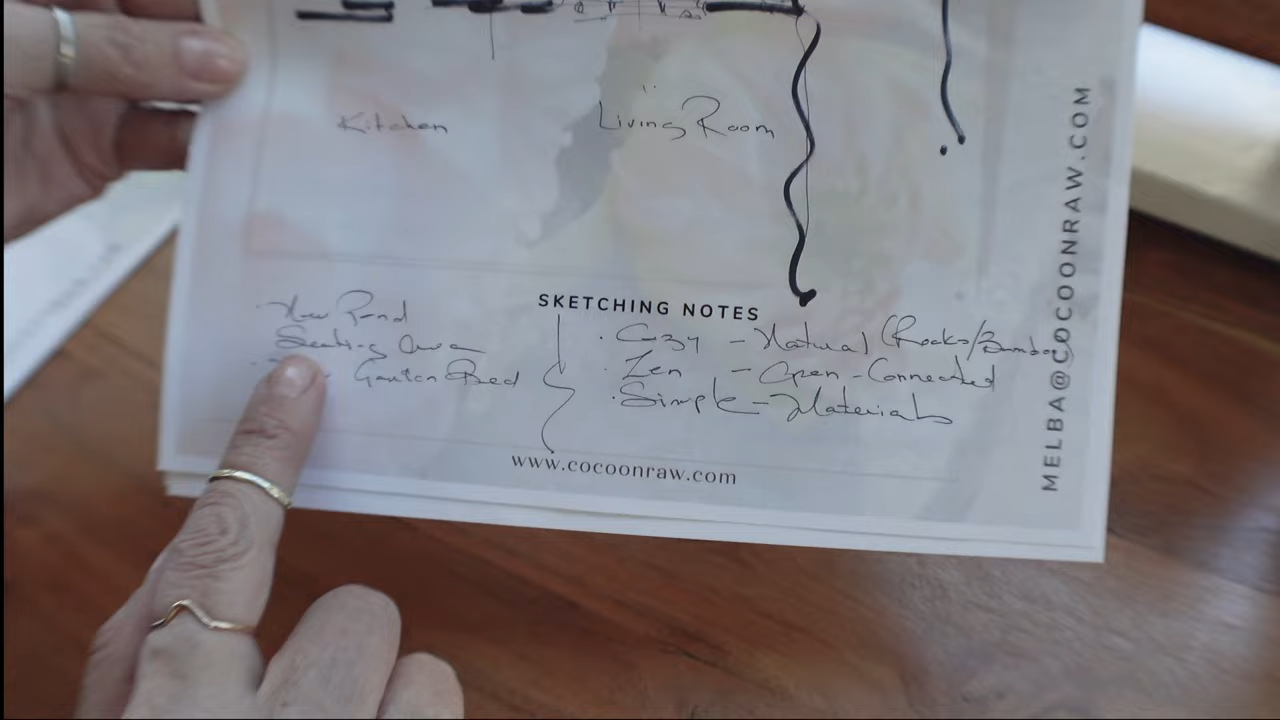 Kitchen
Living Room
SKETCHING NOTES
New Pond
Seating Area
Garden Bed
· Cozy - Natural (Rocks/Bamboo)
· Zen - Open - Connected
· Simple - Materials
www.cocoonraw.com
MELBA@COCOONRAW.COM